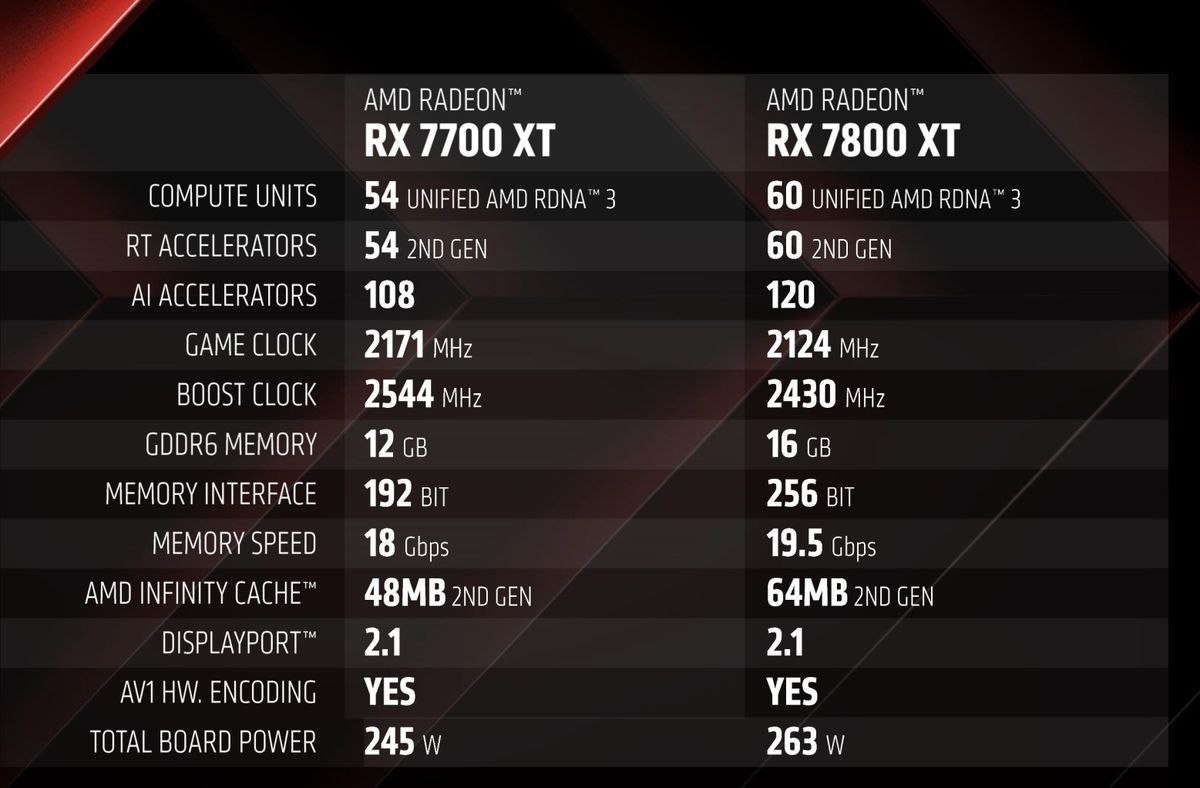 AMD RADEON™ AMD RADEON™
RX 7700 XT RX 7800 XT
COMPUTE UNITS 54 UNIFIED AMD RDNA™ 3 60 UNIFIED AMD RDNA™ 3
RT ACCELERATORS 54 2ND GEN 60 2ND GEN
AI ACCELERATORS 108 120
GAME CLOCK 2171 MHz 2124 MHz
BOOST CLOCK 2544 MHz 2430 MHz
GDDR6 MEMORY 12 GB 16 GB
MEMORY INTERFACE 192 BIT 256 BIT
MEMORY SPEED 18 Gbps 19.5 Gbps
AMD INFINITY CACHE™ 48MB 2ND GEN 64MB 2ND GEN
DISPLAYPORT™ 2.1 2.1
AV1 HW. ENCODING YES YES
TOTAL BOARD POWER 245 W 263 W